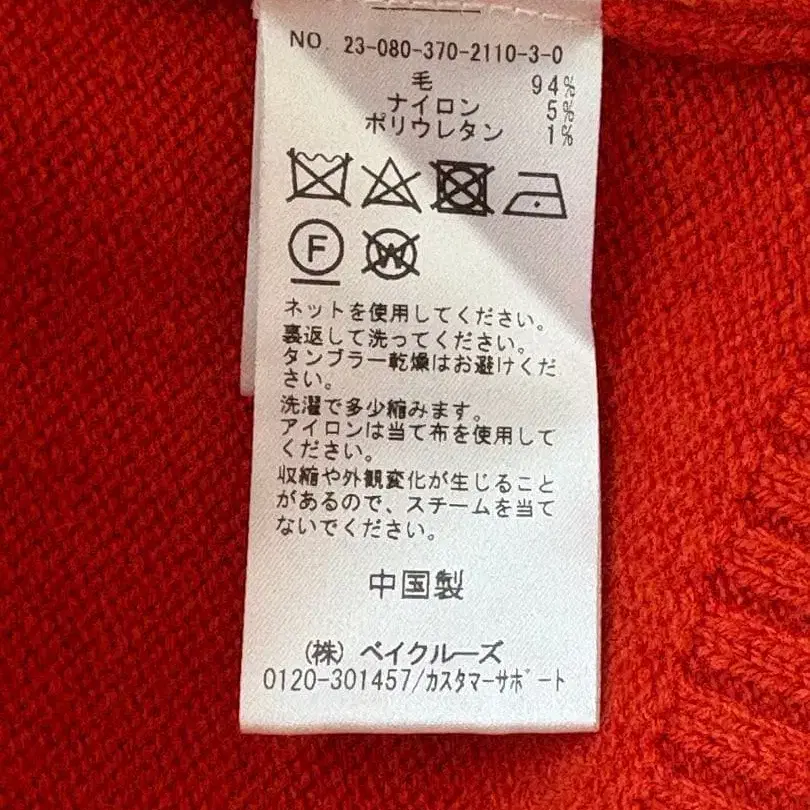 NO. 23-080-370-2110-3-0
毛 94%
ナイロン 5%
ポリウレタン 1%
F W
ネットを使用してください。
裏返して洗ってください。
タンブラー乾燥はお避けくだ
さい。
洗濯で多少縮みます。
アイロンは当て布を使用して
ください。
収縮や外観変化が生じること
があるので、スチームを当て
ないでください。
中国製
(株) ベイクルーズ
0120-301457/カスタマーサポート